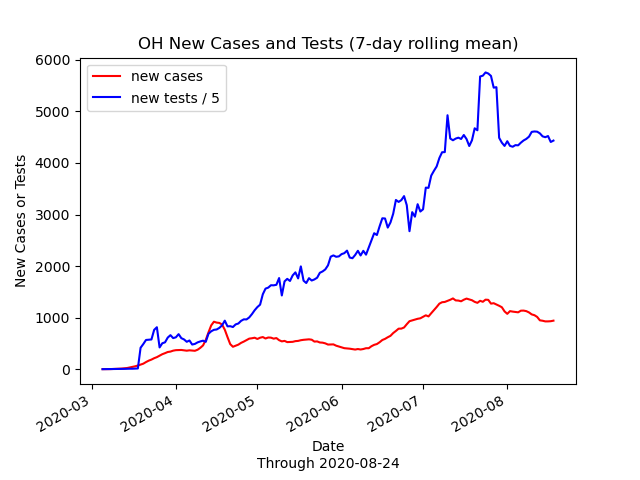 OH New Cases and Tests (7-day rolling mean)
new cases
new tests / 5
6000
5000
4000
3000
2000
1000
0
New Cases or Tests
2020-03
2020-04
2020-05
2020-06
2020-07
2020-08
Date
Through 2020-08-24